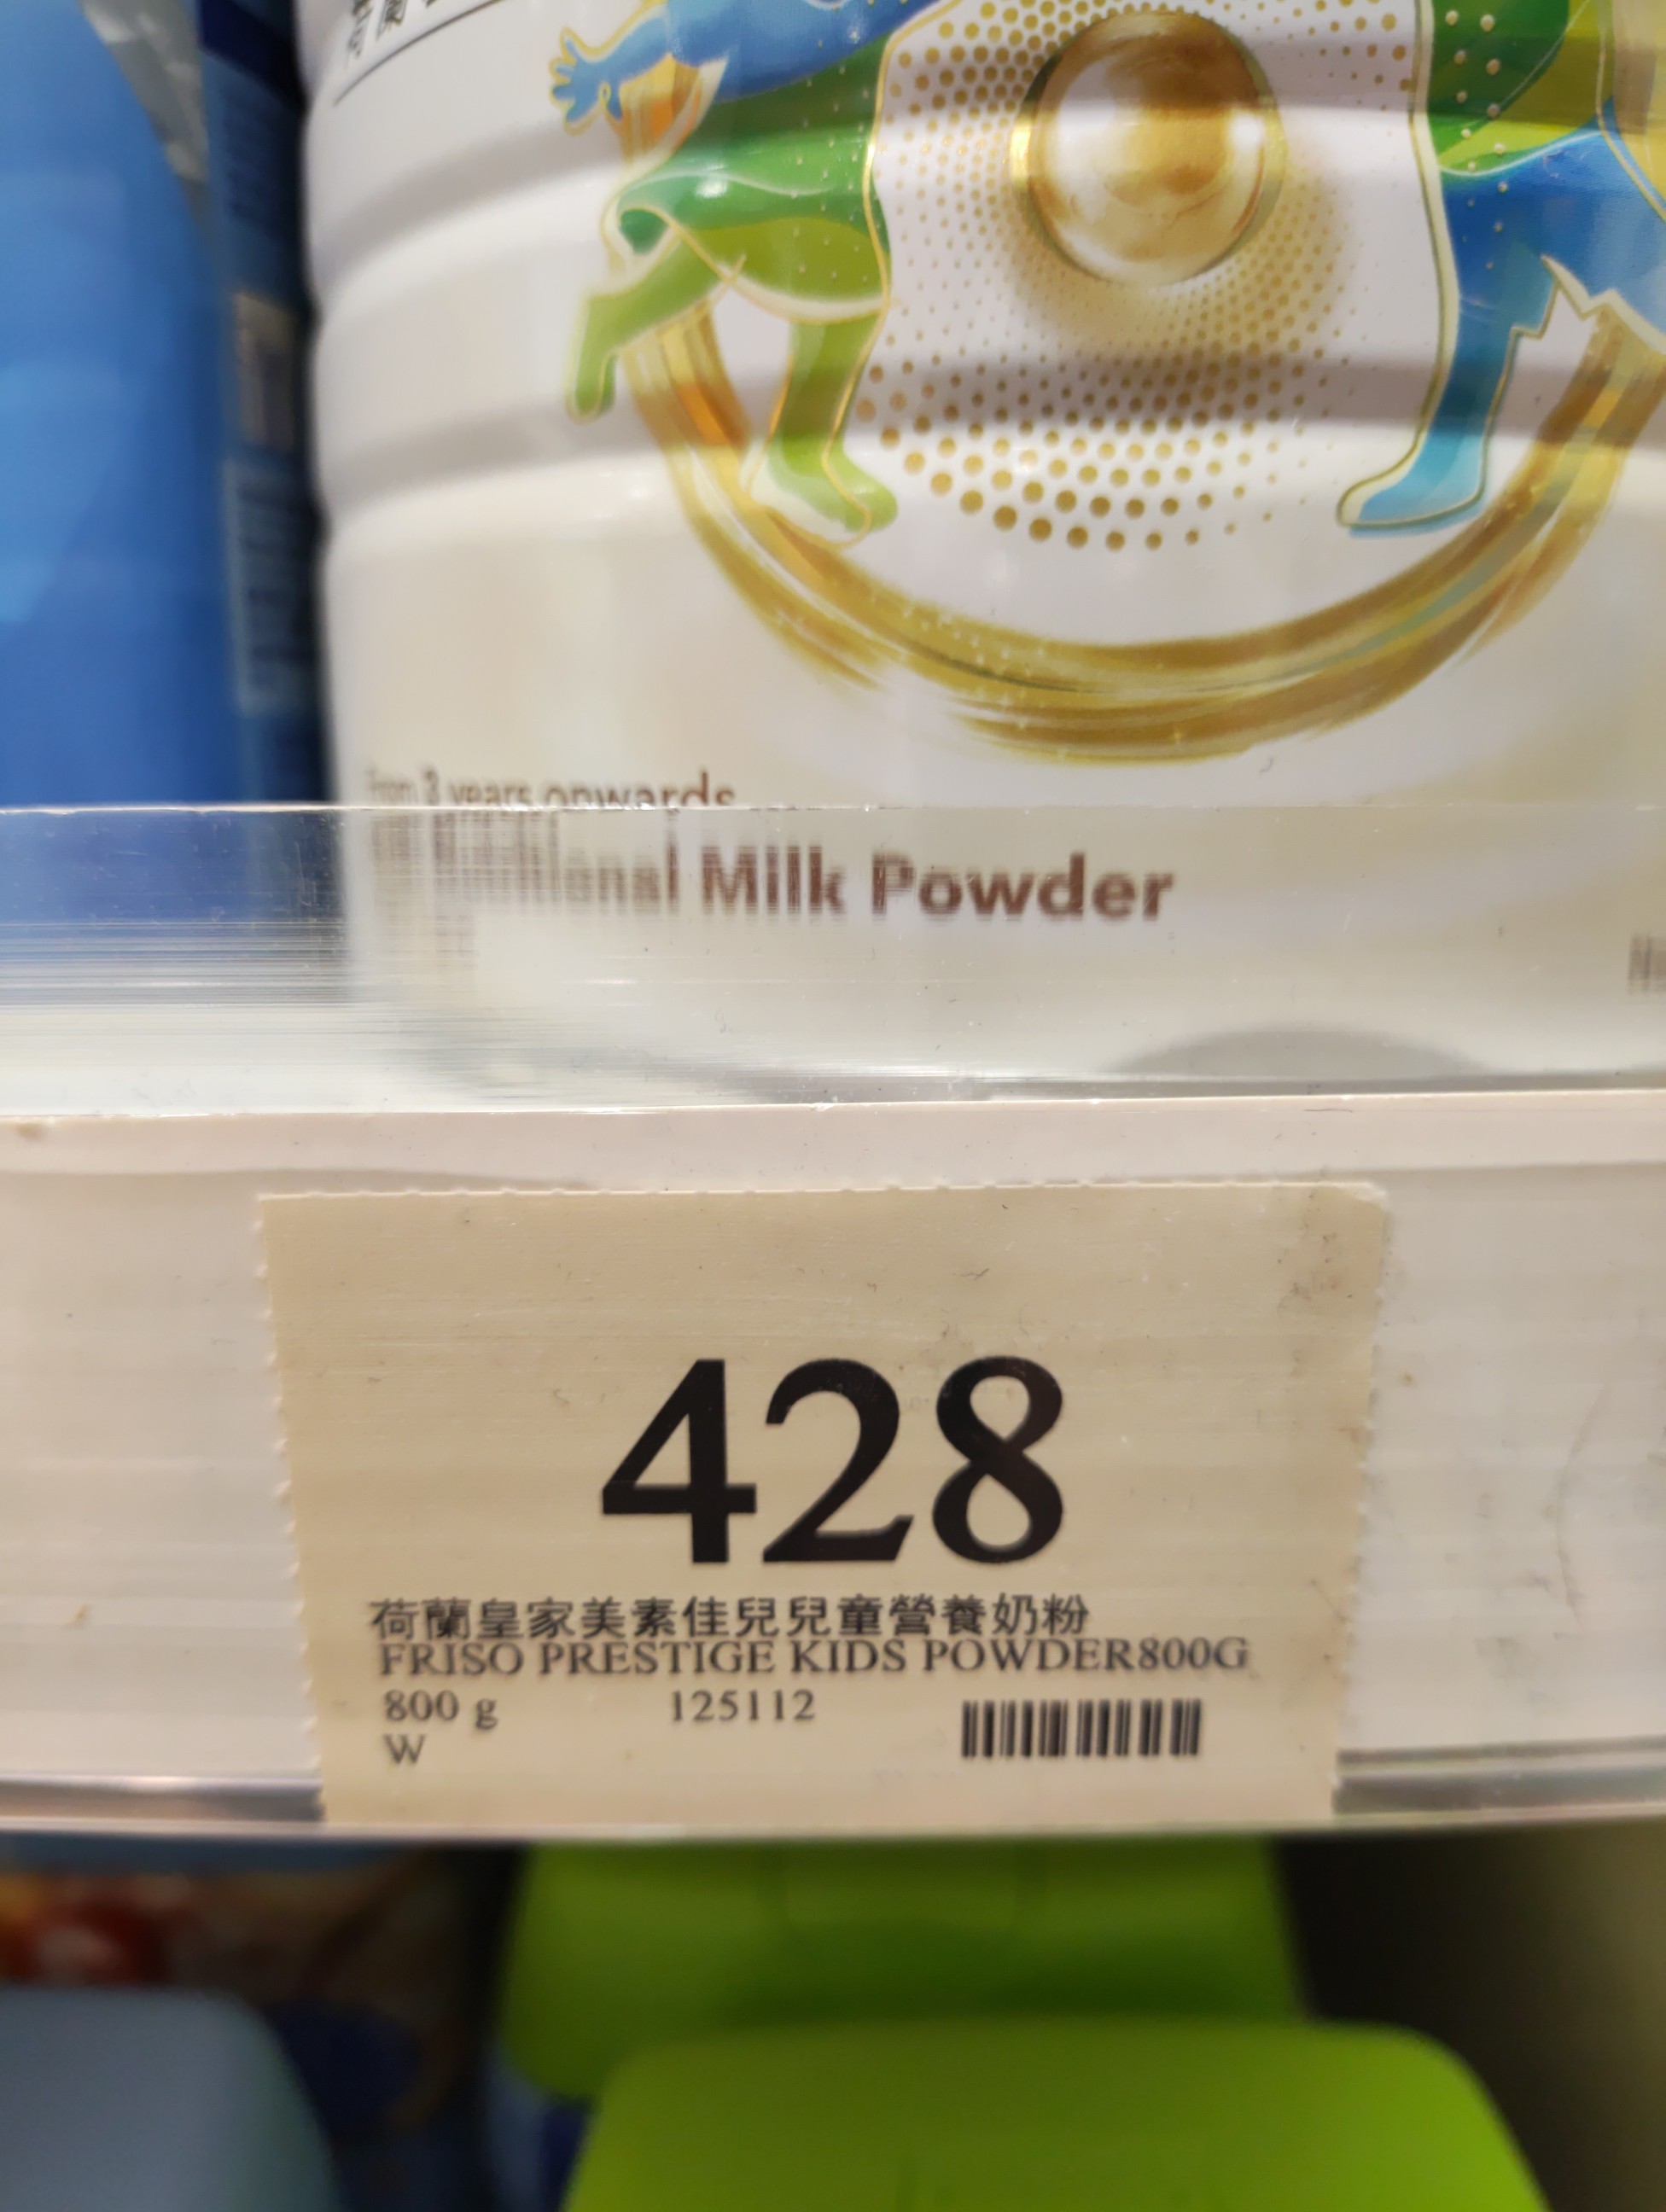 From 3 years onwards
Milk Powder
428
荷蘭皇家美素佳兒兒童營養奶粉
FRISO PRESTIGE KIDS POWDER800G
800 g 125112
W